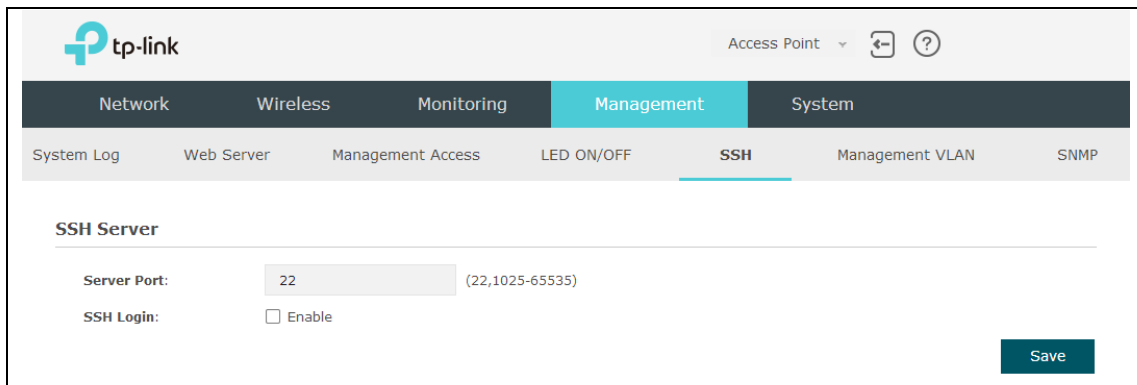 tp-link
Access Point
Network Wireless Monitoring Management System
System Log Web Server Management Access LED ON/OFF SSH Management VLAN SNMP
SSH Server
Server Port: 22 (22,1025-65535)
SSH Login: Enable
Save